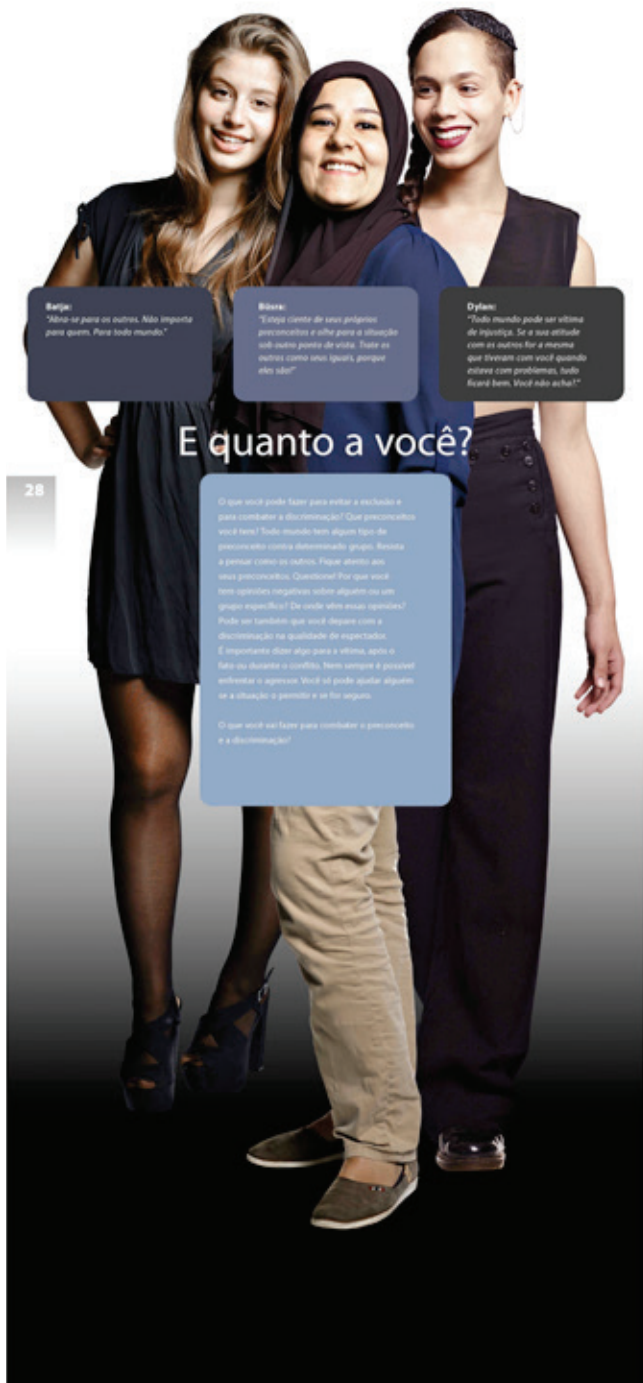 Batja:
"Abra-se para os outros. Não importa
para quem. Para todo mundo."
Büsra:
"Esteja ciente de seus próprios
preconceitos e olhe para a situação
sob outro ponto de vista. Trate os
outros como seus iguais, porque
eles são!"
Dylan:
"Todo mundo pode ser vítima
de injustiça. Se a sua atitude
com os outros for a mesma
que tiveram com você quando
estava com problemas, tudo
ficará bem. Você não acha?."
E quanto a você?
28
O que você pode fazer para evitar a exclusão e
para combater a discriminação? Que preconceitos
você tem? Todo mundo tem algum tipo de
preconceito contra determinado grupo. Resista
a pensar como os outros. Fique atento aos
seus preconceitos. Questione! Por que você
tem opiniões negativas sobre alguém ou um
grupo específico? De onde vêm essas opiniões?
Pode ser também que você depare com a
discriminação na qualidade de espectador.
É importante dizer algo para a vítima, após o
fato ou durante o conflito. Nem sempre é possível
enfrentar o agressor. Você só pode ajudar alguém
se a situação o permitir e se for seguro.
O que você vai fazer para combater o preconceito
e a discriminação?